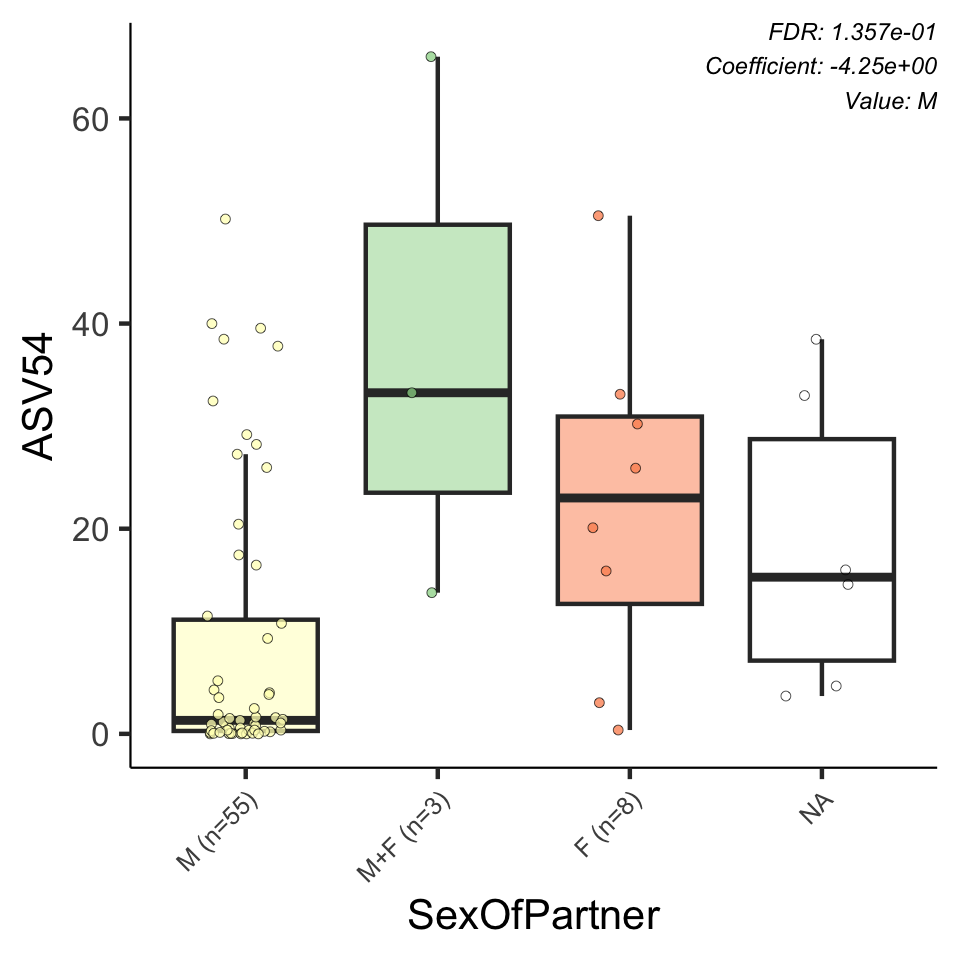 FDR: 1.357e-01
Coefficient: -4.25e+00
Value: M
60
40
20
0
ASV54
M (n=55)
M+F (n=3)
F (n=8)
NA
SexOfPartner